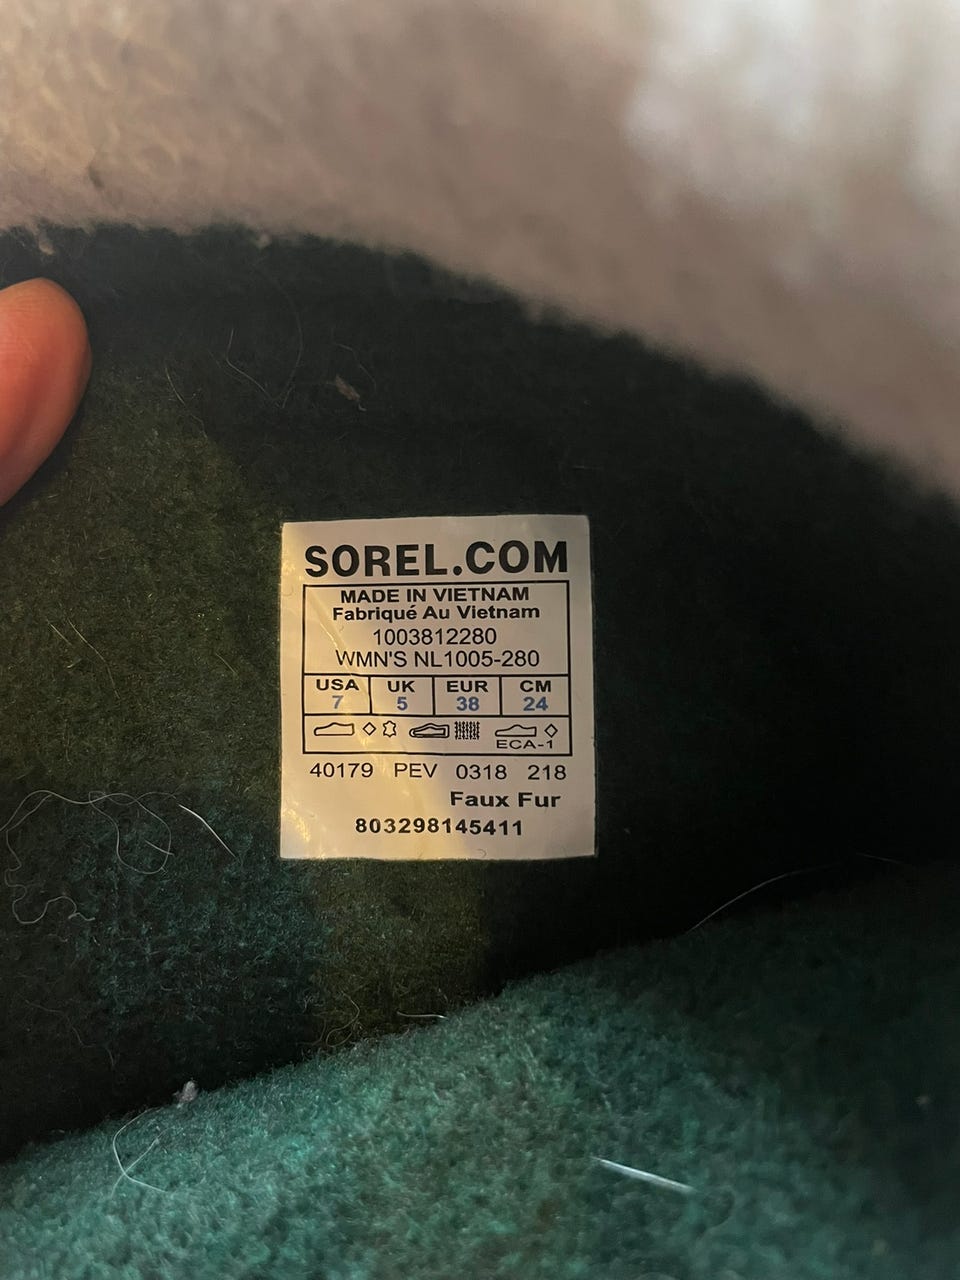 SOREL.COM
MADE IN VIETNAM
Fabriqué Au Vietnam
1003812280
WMN'S NL1005-280
USA UK EUR CM
7 5 38 24
ECA-1
40179 PEV 0318 218
Faux Fur
803298145411